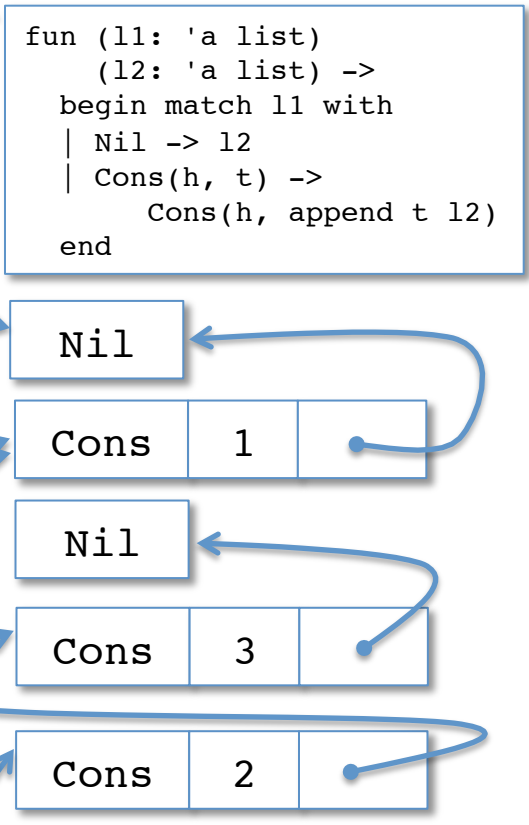 fun (l1: 'a list)
    (l2: 'a list) ->
  begin match l1 with
  | Nil -> l2
  | Cons(h, t) ->
       Cons(h, append t l2)
  end
Nil
Cons 1
Nil
Cons 3
Cons 2